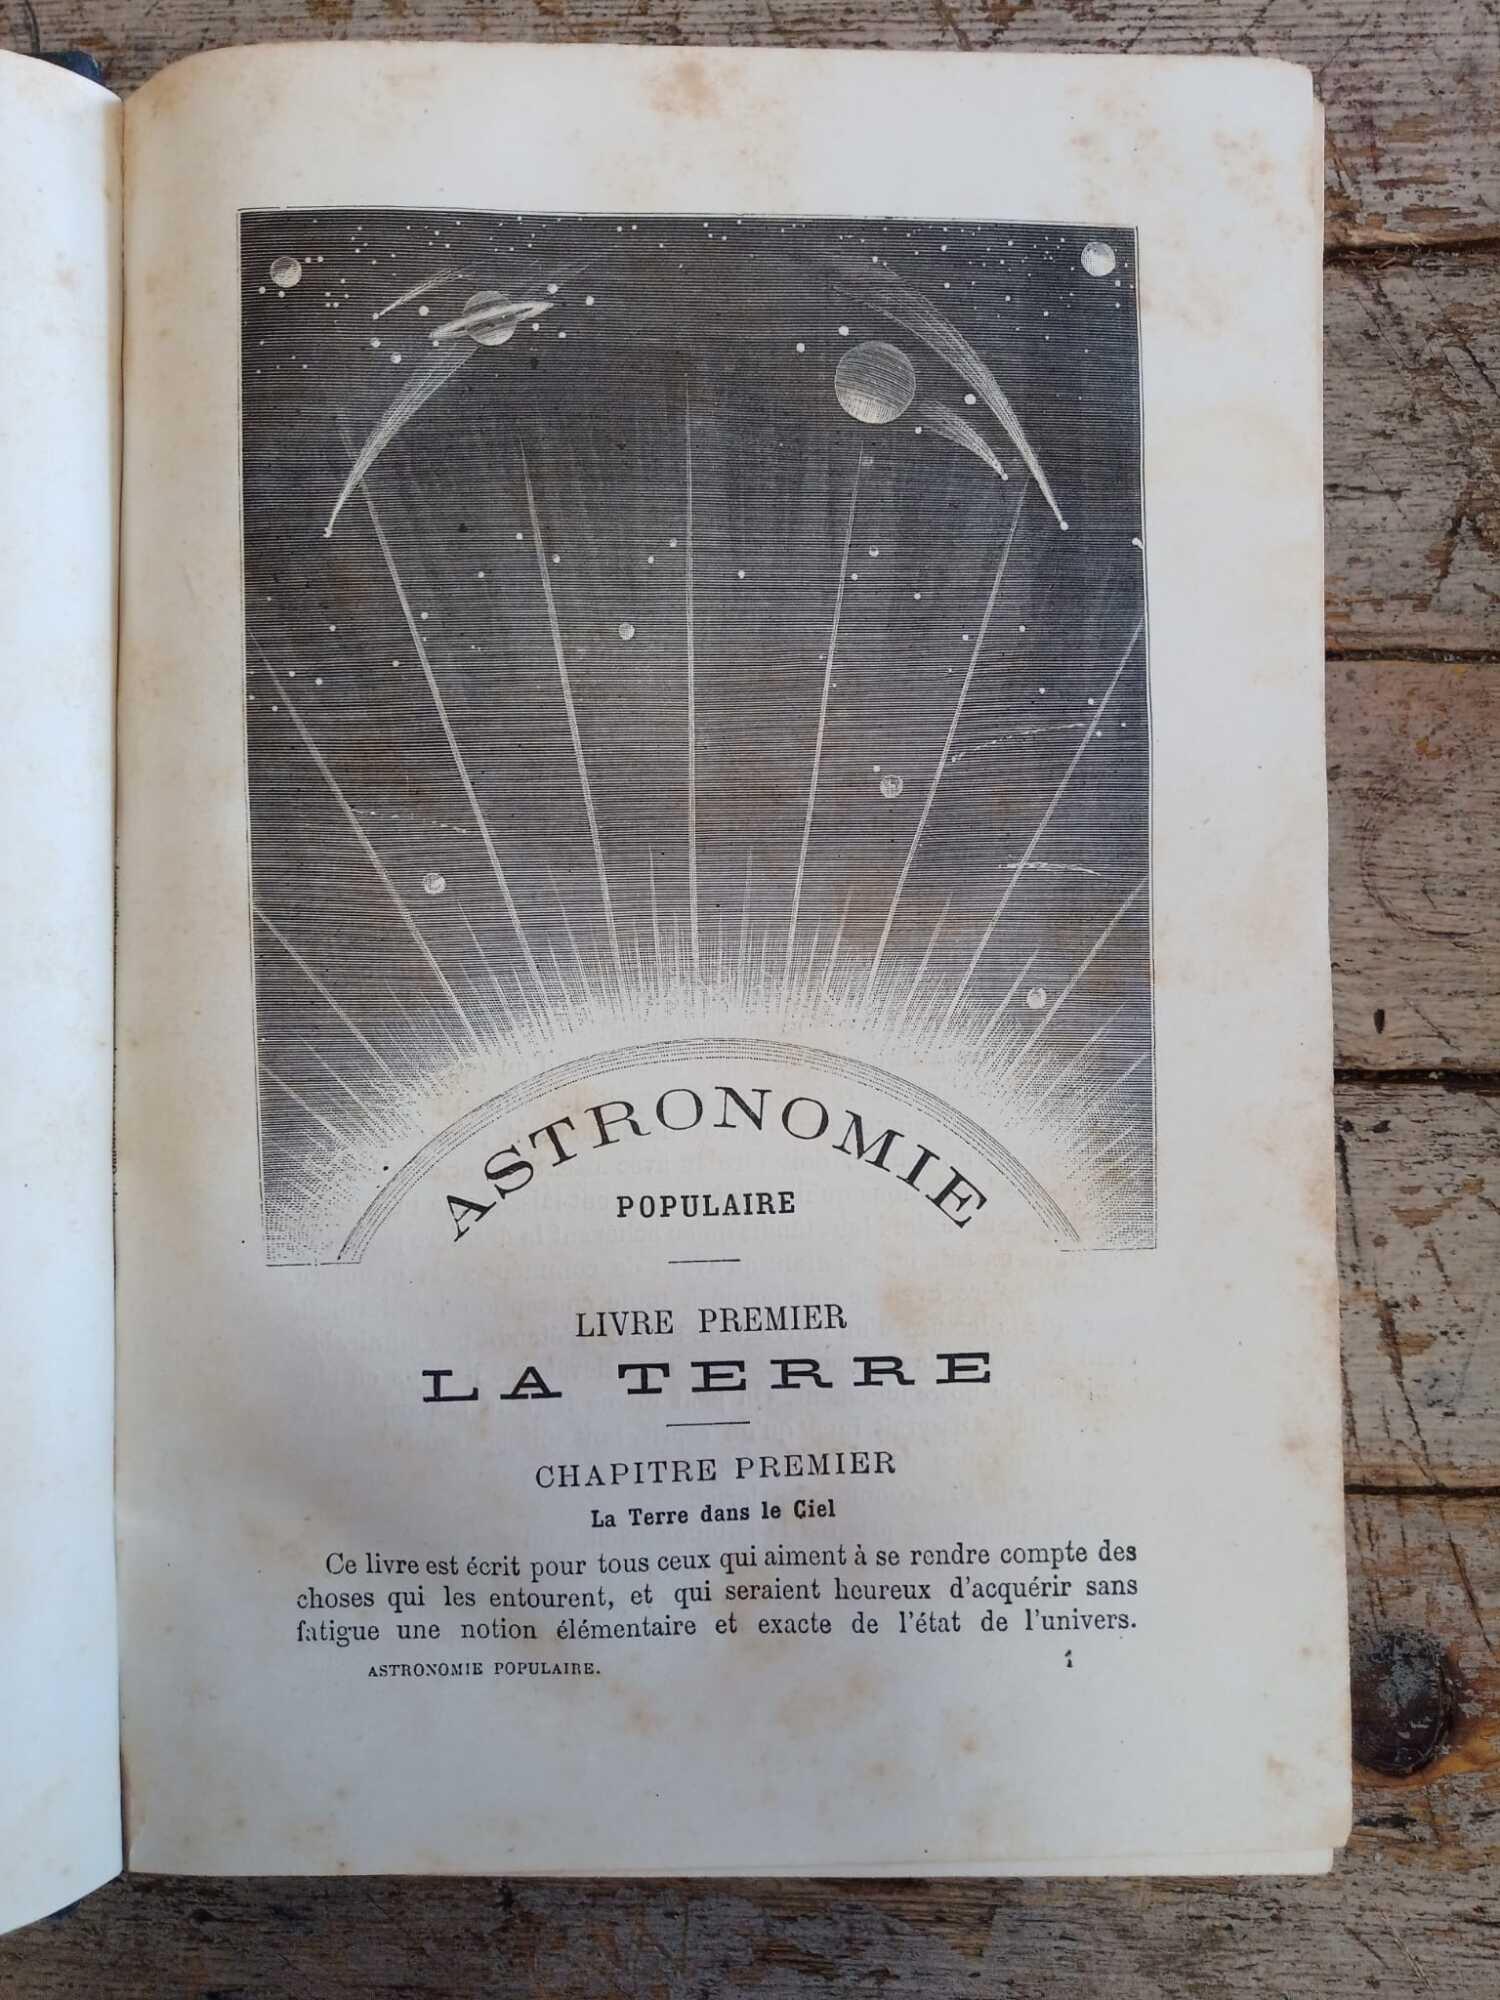 ASTRONOMIE
POPULAIRE
LIVRE PREMIER
LA TERRE
CHAPITRE PREMIER
La Terre dans le Ciel
Ce livre est écrit pour tous ceux qui aiment à se rendre compte des
choses qui les entourent, et qui seraient heureux d'acquérir sans
fatigue une notion élémentaire et exacte de l'état de l'univers.
ASTRONOMIE POPULAIRE. 1